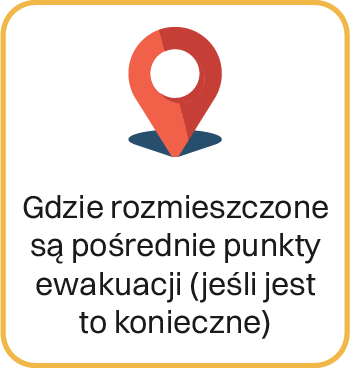 Gdzie rozmieszczone
są pośrednie punkty
ewakuacji (jeśli jest
to konieczne)